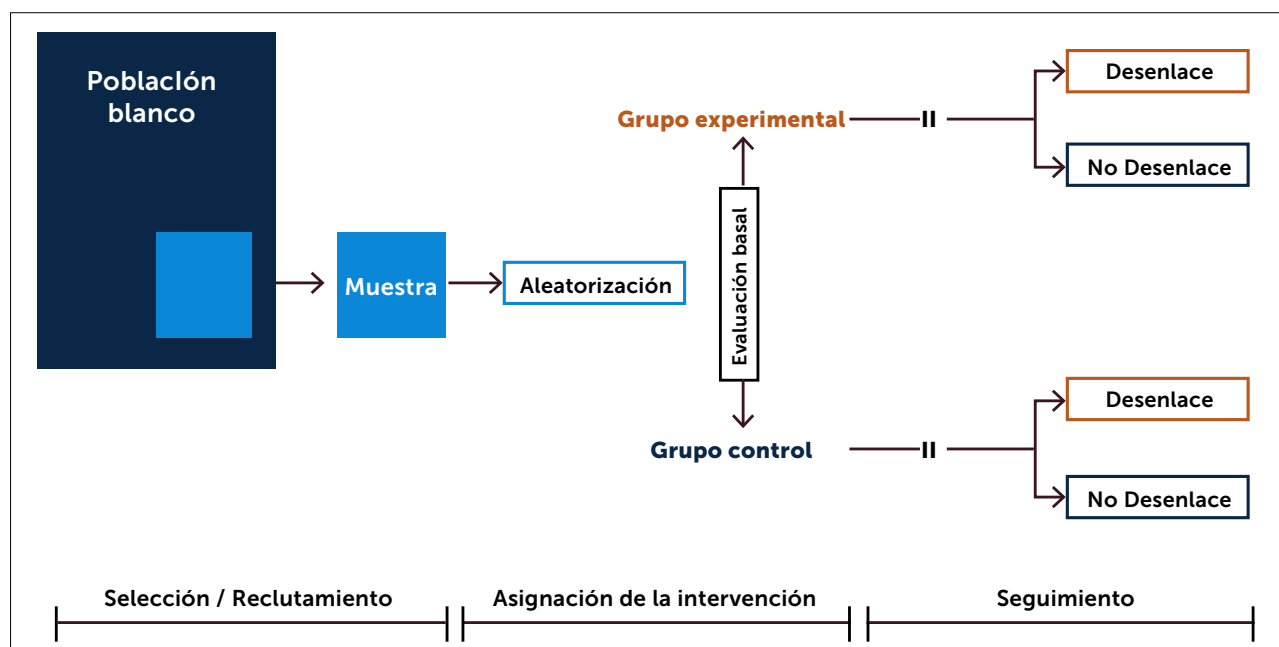 PoblacIón
blanco
Muestra
Aleatorización
Evaluación basal
Grupo experimental
II
Desenlace
No Desenlace
Grupo control
II
Desenlace
No Desenlace
Selección / Reclutamiento
Asignación de la intervención
Seguimiento